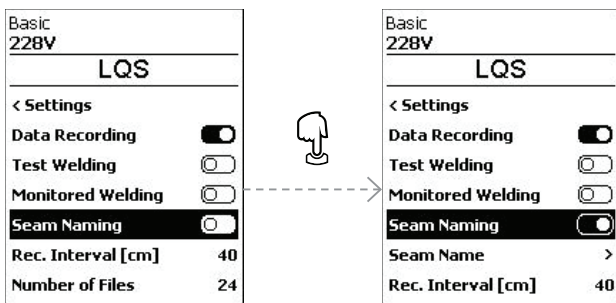 Basic
228V
LQS
< Settings
Data Recording
Test Welding
Monitored Welding
Seam Naming
Rec. Interval [cm] 40
Number of Files 24
Basic
228V
LQS
< Settings
Data Recording
Test Welding
Monitored Welding
Seam Naming
Seam Name >
Rec. Interval [cm] 40